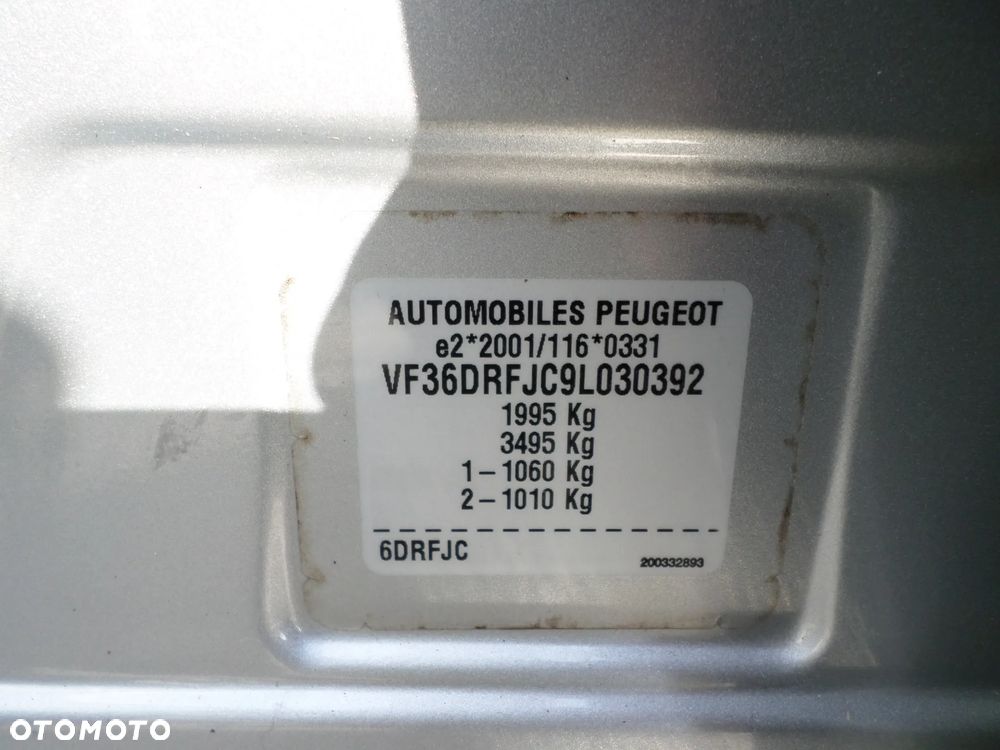 AUTOMOBILES PEUGEOT
e2*2001/116*0331
VF36DRFJC9L030392
1995 Kg
3495 Kg
1-1060 Kg
2-1010 Kg
6DRFJC
200332893
OTOMOTO